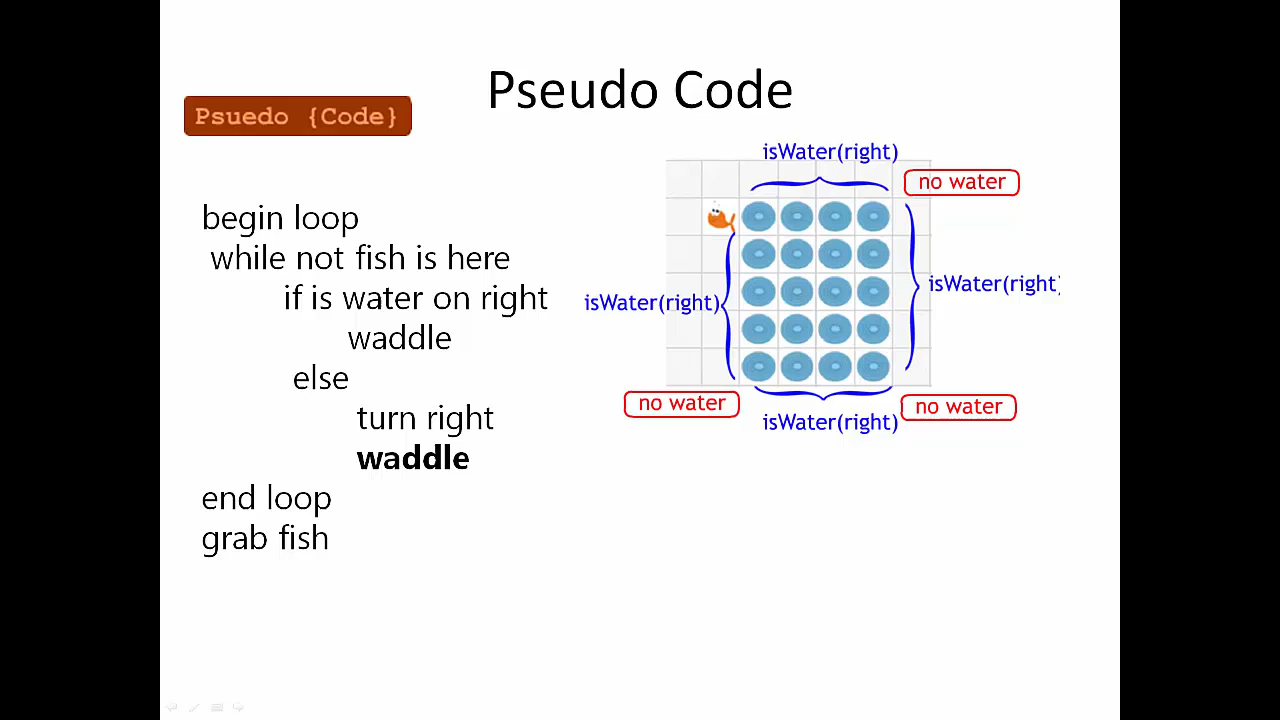 Pseudo Code
Psuedo {Code}
begin loop
while not fish is here
if is water on right
waddle
else
turn right
waddle
end loop
grab fish
isWater(right)
no water
isWater(right)
isWater(right)
no water
no water
isWater(right)